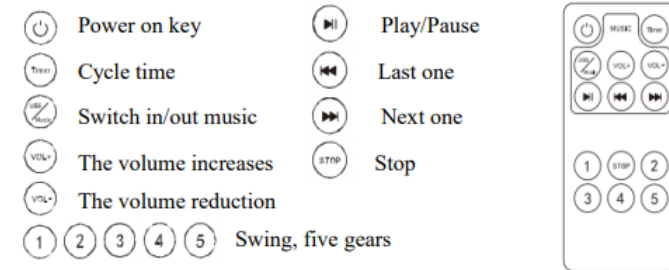 Power on key
Play/Pause
Timer
Cycle time
Last one
USB/Music
Switch in/out music
Next one
VOL+
The volume increases
STOP
Stop
VOL-
The volume reduction
1 2 3 4 5 Swing, five gears
MUSIC Timer
USB/Music VOL- VOL+
1 STOP 2
3 4 5